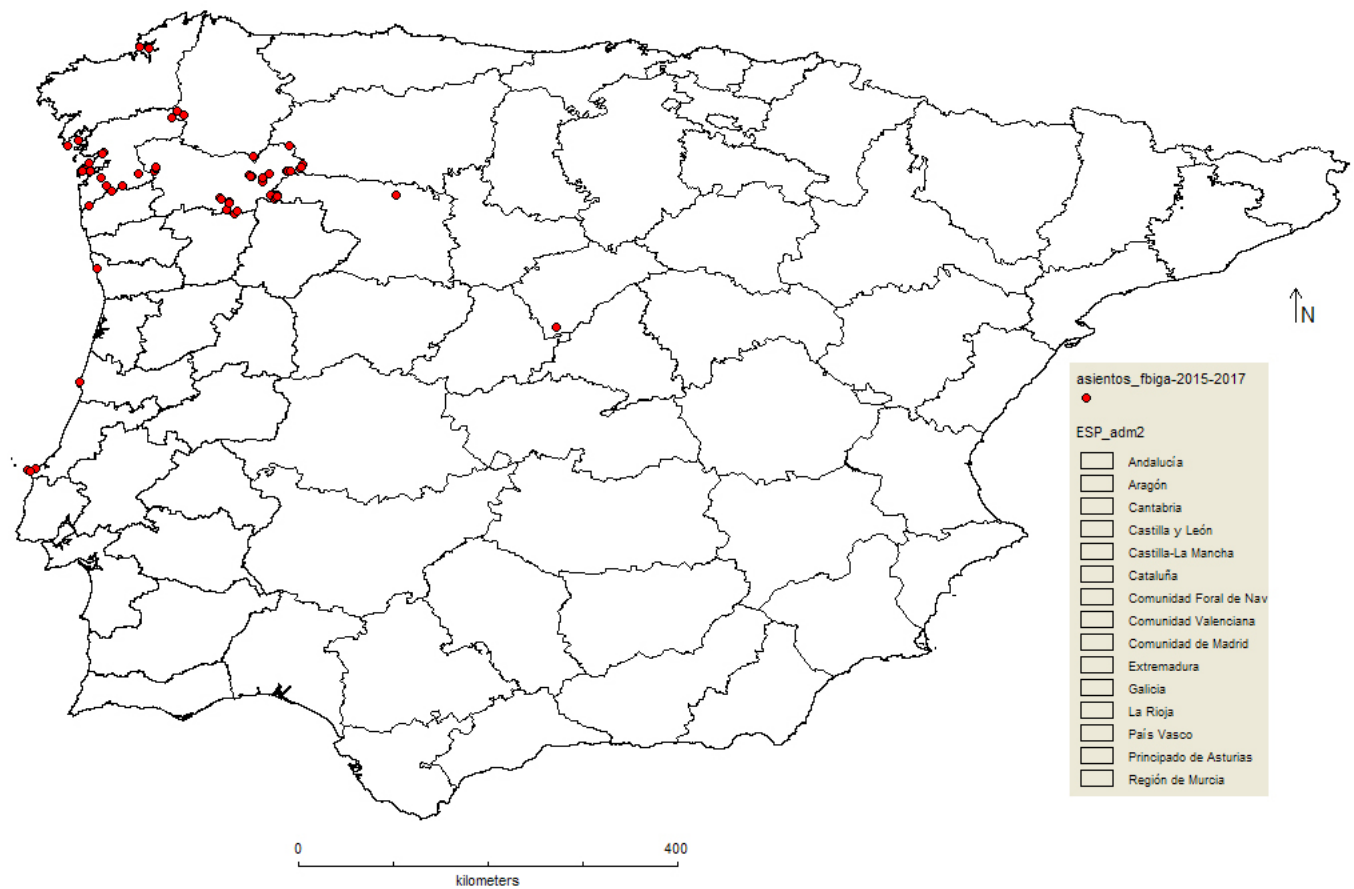 N
asientos_fbiga-2015-2017
ESP_adm2
Andalucía
Aragón
Cantabria
Castilla y León
Castilla-La Mancha
Cataluña
Comunidad Foral de Nav
Comunidad Valenciana
Comunidad de Madrid
Extremadura
Galicia
La Rioja
País Vasco
Principado de Asturias
Región de Murcia
0 400
kilometers